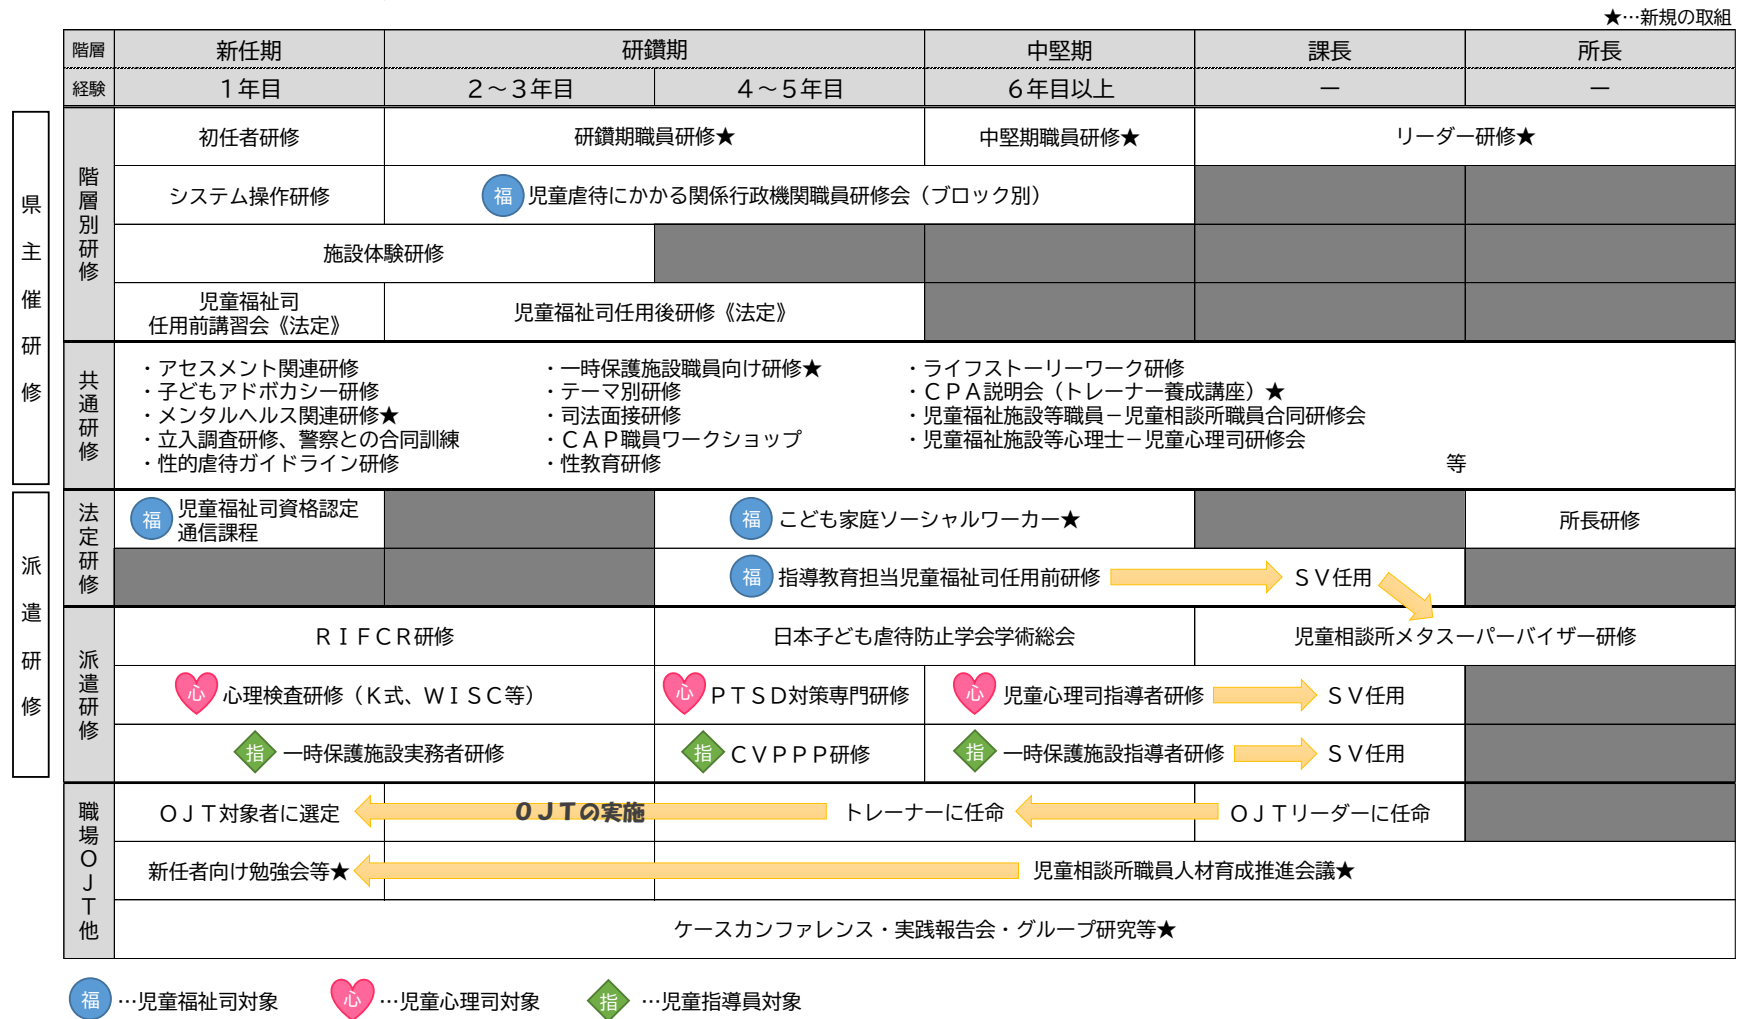 ★…新規の取組
階層 新任期 研鑽期 中堅期 課長 所長
経験 1年目 2～3年目 4～5年目 6年目以上 ― ―
県主催研修
階層別研修
初任者研修 研鑽期職員研修★ 中堅期職員研修★ リーダー研修★
システム操作研修 福 児童虐待にかかる関係行政機関職員研修会（ブロック別）
施設体験研修
児童福祉司
任用前講習会《法定》 児童福祉司任用後研修《法定》
共通研修
・アセスメント関連研修 ・一時保護施設職員向け研修★ ・ライフストーリーワーク研修
・子どもアドボカシー研修 ・テーマ別研修 ・ＣＰＡ説明会（トレーナー養成講座）★
・メンタルヘルス関連研修★ ・司法面接研修 ・児童福祉施設等職員－児童相談所職員合同研修会
・立入調査研修、警察との合同訓練 ・ＣＡＰ職員ワークショップ ・児童福祉施設等心理士－児童心理司研修会
・性的虐待ガイドライン研修 ・性教育研修 等
派遣研修
法定研修
福 児童福祉司資格認定
通信課程 福 こども家庭ソーシャルワーカー★ 所長研修
福 指導教育担当児童福祉司任用前研修 ＳＶ任用
派遣研修
ＲＩＦＣＲ研修 日本子ども虐待防止学会学術総会 児童相談所メタスーパーバイザー研修
心 心理検査研修（Ｋ式、ＷＩＳＣ等） 心 ＰＴＳＤ対策専門研修 心 児童心理司指導者研修 ＳＶ任用
指 一時保護施設実務者研修 指 ＣＶＰＰＰ研修 指 一時保護施設指導者研修 ＳＶ任用
職場ＯＪＴ他
ＯＪＴ対象者に選定 ＯＪＴの実施 トレーナーに任命 ＯＪＴリーダーに任命
新任者向け勉強会等★ 児童相談所職員人材育成推進会議★
ケースカンファレンス・実践報告会・グループ研究等★
福 …児童福祉司対象 心 …児童心理司対象 指 …児童指導員対象